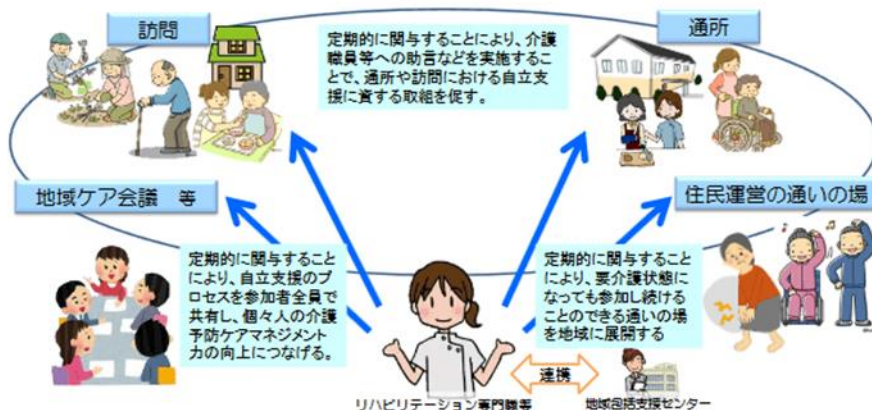 訪問
定期的に関与することにより、介護
職員等への助言などを実施するこ
とで、通所や訪問における自立支
援に資する取組を促す。
通所
地域ケア会議　等
住民運営の通いの場
定期的に関与すること
により、自立支援のプ
ロセスを参加者全員で
共有し、個々人の介護
予防ケアマネジメント
力の向上につなげる。
定期的に関与すること
により、要介護状態に
なっても参加し続ける
ことのできる通いの場
を地域に展開する
連携
リハビリテーション専門職等
地域包括支援センター